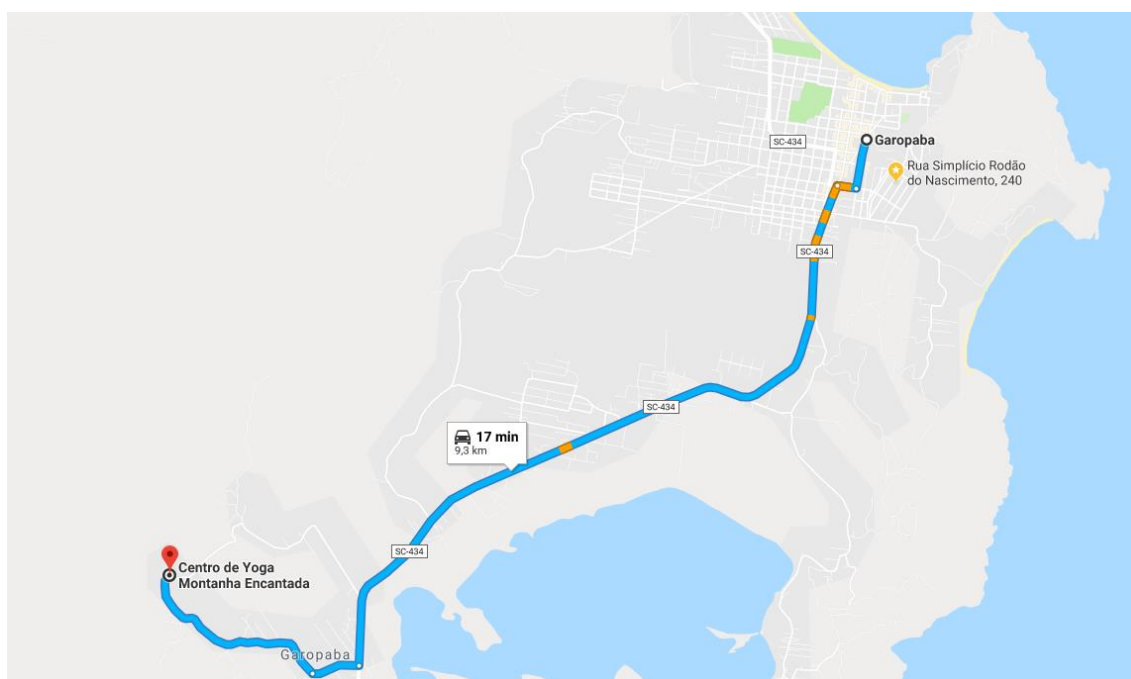 Garopaba
SC-434
Rua Simplício Rodão
do Nascimento, 240
SC-434
SC-434
17 min
9,3 km
SC-434
Centro de Yoga
Montanha Encantada
Garopaba